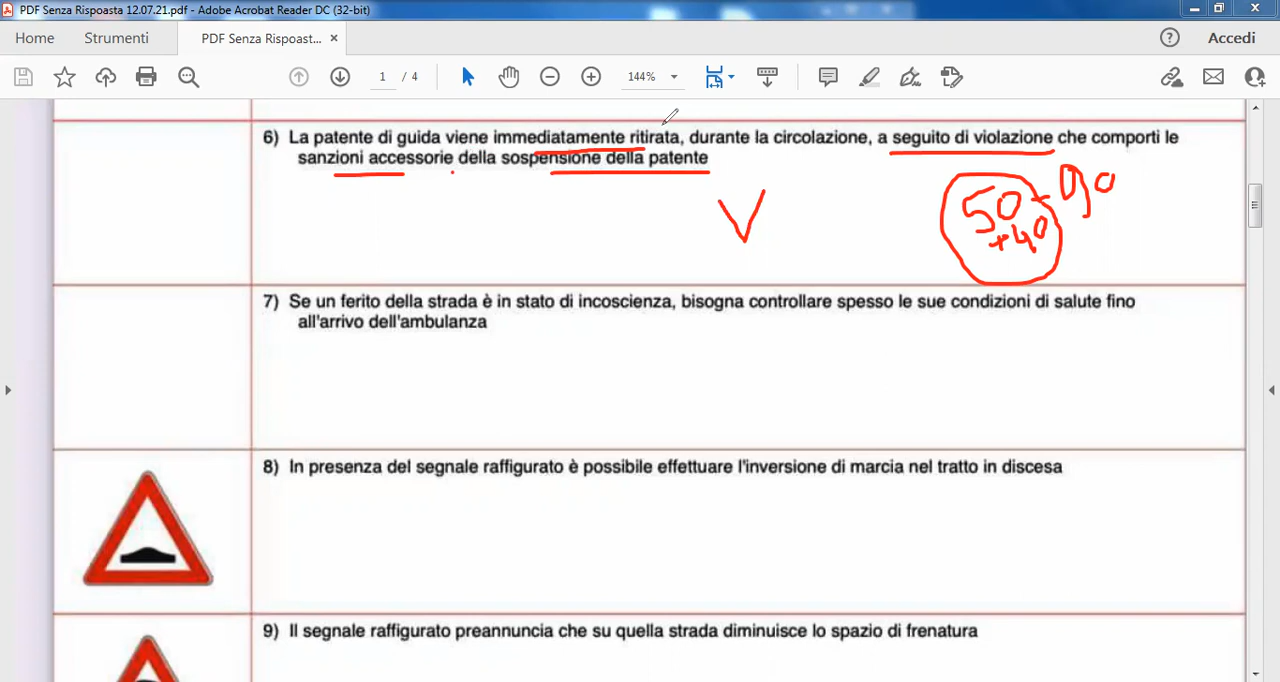 PDF Senza Rispoasta 12.07.21.pdf - Adobe Acrobat Reader DC (32-bit)
Home
Strumenti
PDF Senza Rispoast... ×
Accedi
1 / 4
144%
6) La patente di guida viene immediatamente ritirata, durante la circolazione, a seguito di violazione che comporti le
sanzioni accessorie della sospensione della patente
V
50 - 90
+40
7) Se un ferito della strada è in stato di incoscienza, bisogna controllare spesso le sue condizioni di salute fino
all'arrivo dell'ambulanza
8) In presenza del segnale raffigurato è possibile effettuare l'inversione di marcia nel tratto in discesa
9) Il segnale raffigurato preannuncia che su quella strada diminuisce lo spazio di frenatura